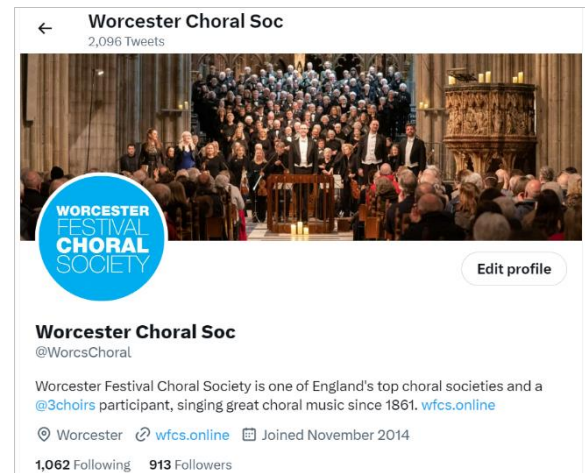 Worcester Choral Soc
2,096 Tweets
WORCESTER
FESTIVAL
CHORAL
SOCIETY
Edit profile
Worcester Choral Soc
@WorcsChoral
Worcester Festival Choral Society is one of England's top choral societies and a
@3choirs participant, singing great choral music since 1861. wfcs.online
Worcester wfcs.online Joined November 2014
1,062 Following 913 Followers